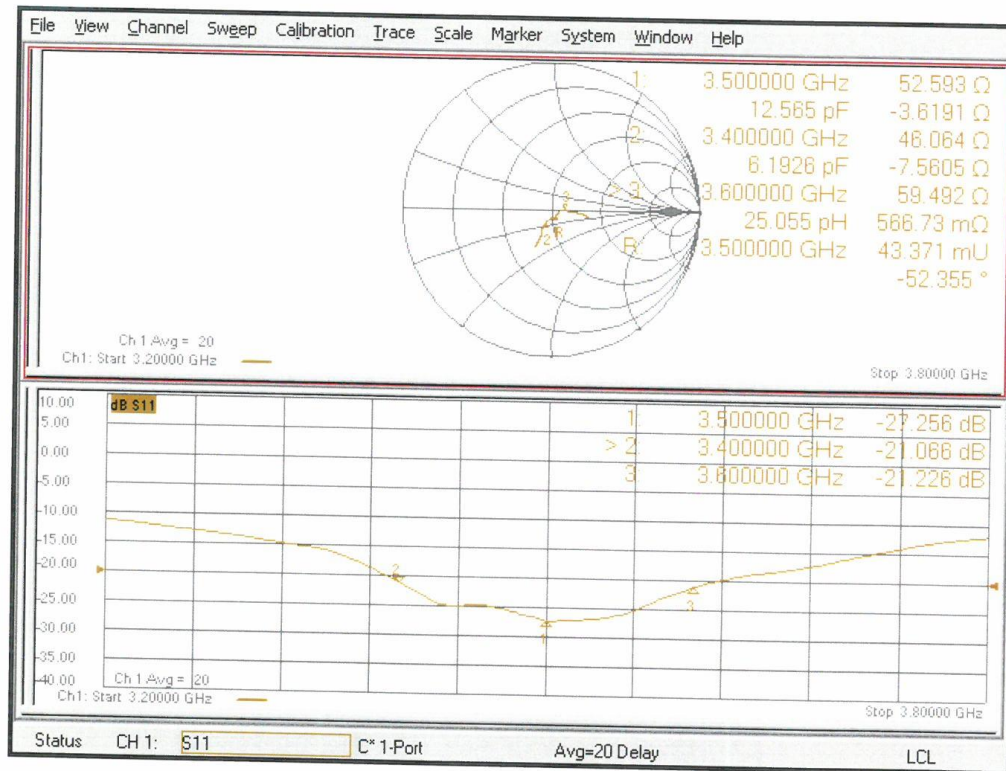 File View Channel Sweep Calibration Trace Scale Marker System Window Help
1: 3.500000 GHz 52.593 Ω
12.565 pF -3.6191 Ω
2: 3.400000 GHz 46.064 Ω
6.1926 pF -7.5605 Ω
> 3: 3.600000 GHz 59.492 Ω
25.055 pH 566.73 mΩ
R: 3.500000 GHz 43.371 mU
-52.355 °
3
2 R
Ch 1 Avg = 20
Ch1: Start 3.20000 GHz
Stop 3.80000 GHz
10.00
5.00
0.00
-5.00
-10.00
-15.00
-20.00
-25.00
-30.00
-35.00
-40.00
dB S11
1 3.500000 GHz -27.256 dB
> 2 3.400000 GHz -21.066 dB
3 3.600000 GHz -21.226 dB
2
1
3
Ch 1 Avg = 20
Ch1: Start 3.20000 GHz
Stop 3.80000 GHz
Status CH 1: S11 C* 1-Port Avg=20 Delay LCL